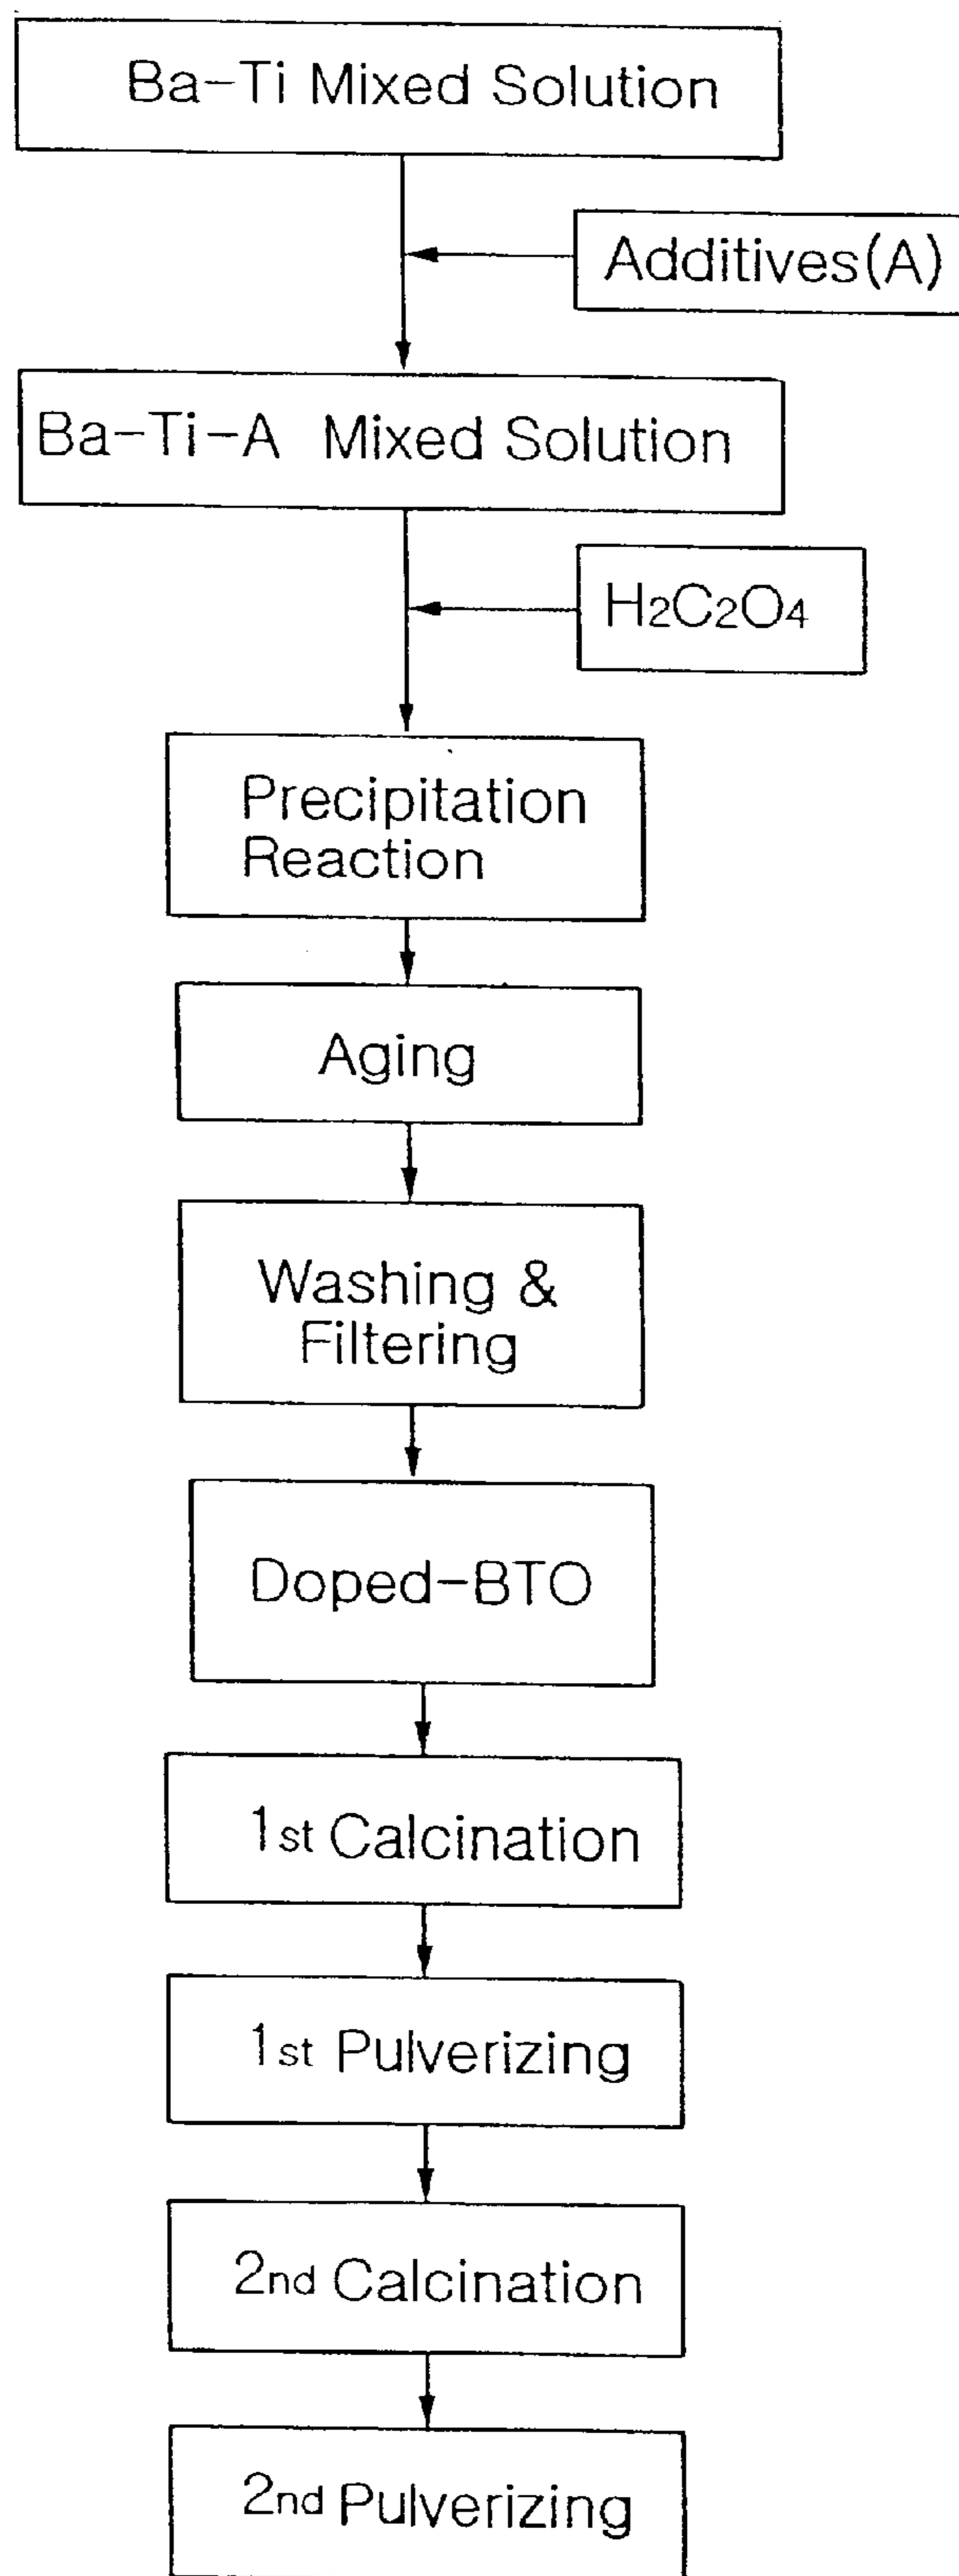 Ba-Ti Mixed Solution
Additives(A)
Ba-Ti-A Mixed Solution
H2C2O4
Precipitation
Reaction
Aging
Washing &
Filtering
Doped-BTO
1st Calcination
1st Pulverizing
2nd Calcination
2nd Pulverizing